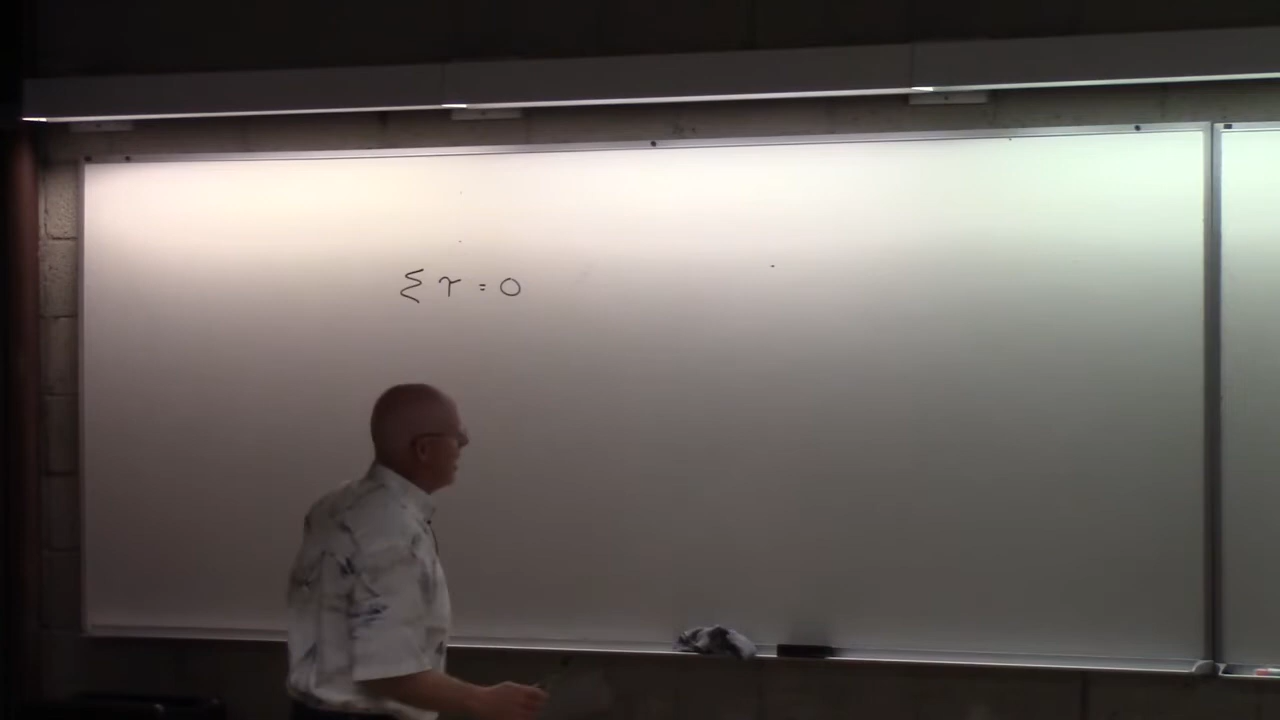 Σ τ = 0